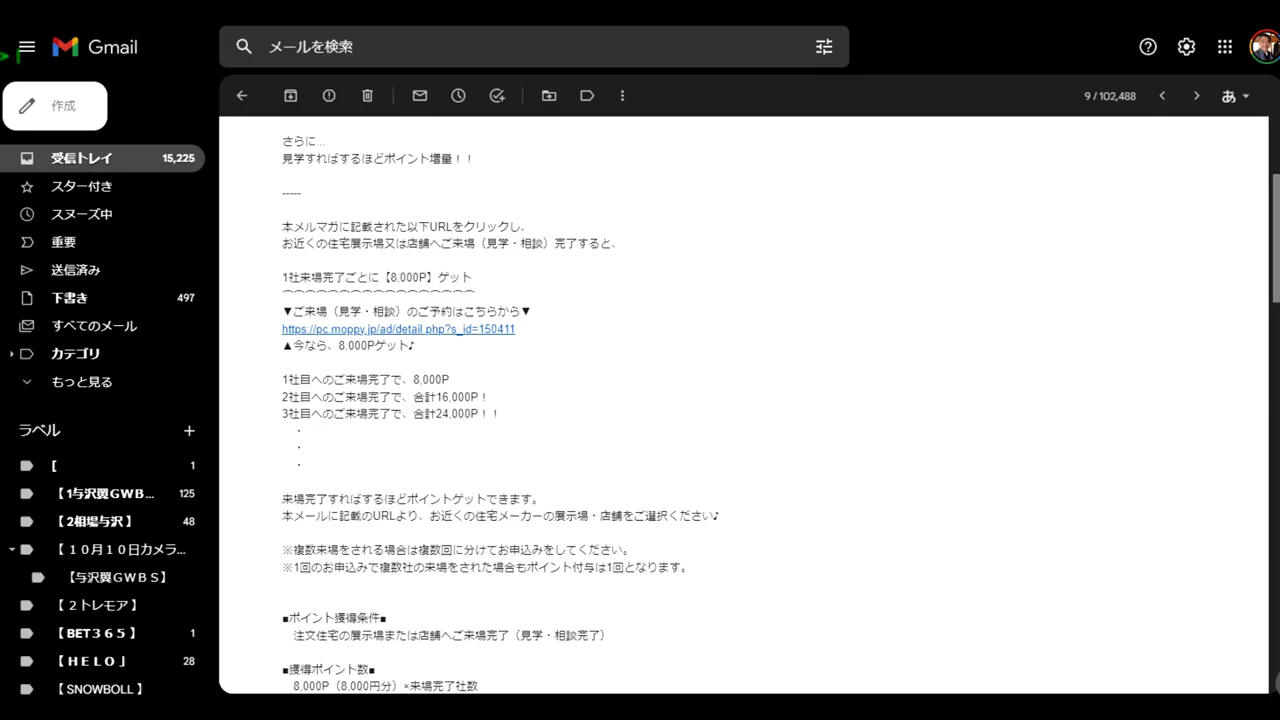 Gmail
メールを検索
作成
9 / 102,488
あ
受信トレイ 15,225
スター付き
スヌーズ中
重要
送信済み
下書き 497
すべてのメール
カテゴリ
もっと見る
ラベル
[ 1
【1与沢翼GWB... 125
【2相場与沢】 48
【１０月１０日カメラ...
【与沢翼ＧＷＢＳ】
【２トレモア】
【BET３６５】 1
【ＨＥＬＯ」 28
【SNOWBOLL】
さらに...
見学すればするほどポイント増量！！
-----
本メルマガに記載された以下URLをクリックし、
お近くの住宅展示場又は店舗へご来場（見学・相談）完了すると、
1社来場完了ごとに【8,000P】ゲット
⌒⌒⌒⌒⌒⌒⌒⌒⌒⌒⌒⌒⌒⌒⌒⌒⌒
▼ご来場（見学・相談）のご予約はこちらから▼
https://pc.moppy.jp/ad/detail.php?s_id=150411
▲今なら、8,000Pゲット♪
1社目へのご来場完了で、8,000P
2社目へのご来場完了で、合計16,000P！
3社目へのご来場完了で、合計24,000P！！
・
・
・
来場完了すればするほどポイントゲットできます。
本メールに記載のURLより、お近くの住宅メーカーの展示場・店舗をご選択ください♪
※複数来場をされる場合は複数回に分けてお申込みをしてください。
※1回のお申込みで複数社の来場をされた場合もポイント付与は1回となります。
■ポイント獲得条件■
注文住宅の展示場または店舗へご来場完了（見学・相談完了）
■獲得ポイント数■
8,000P（8,000円分）×来場完了社数